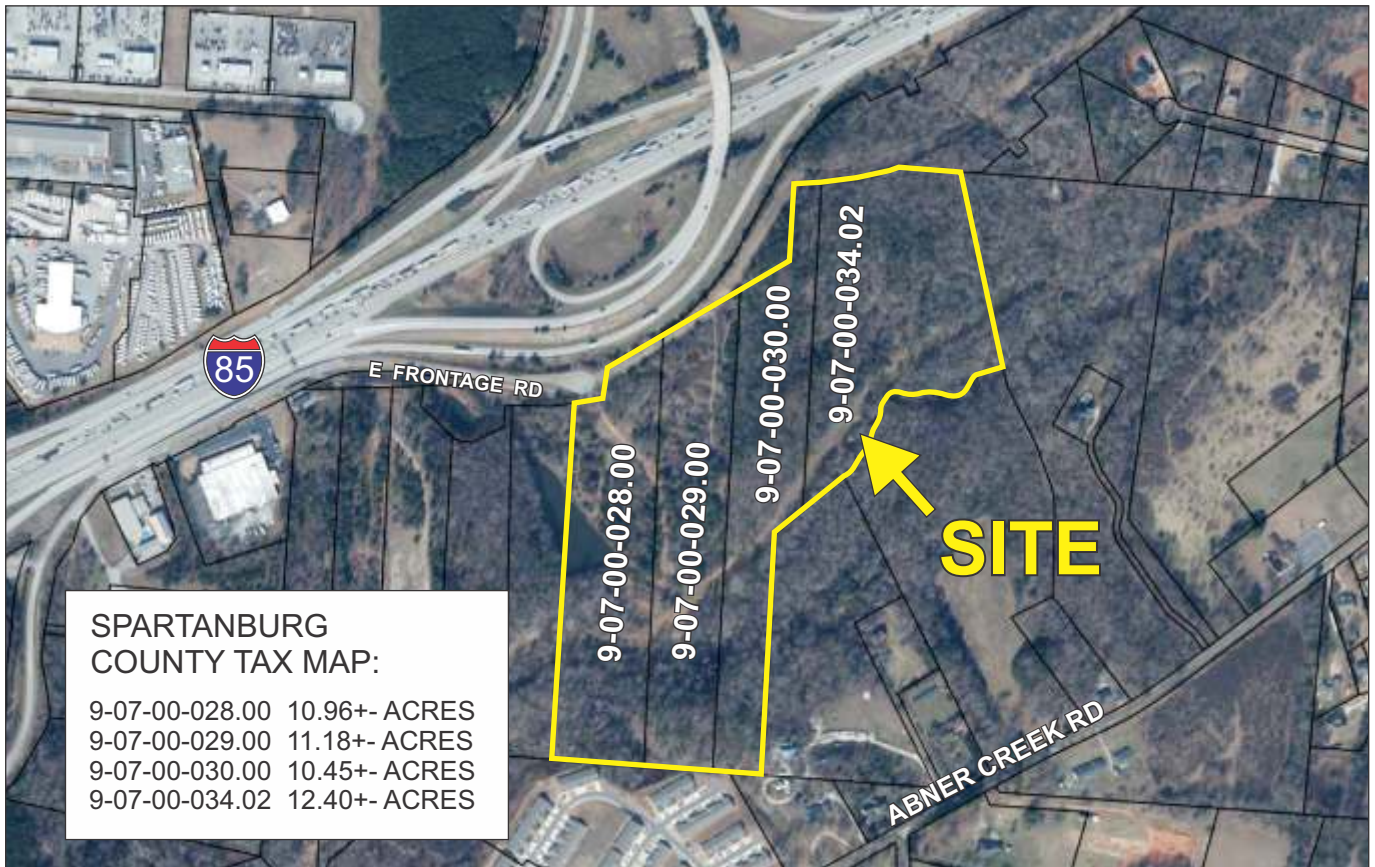 85
E FRONTAGE RD
9-07-00-028.00
9-07-00-029.00
9-07-00-030.00
9-07-00-034.02
SITE
ABNER CREEK RD
SPARTANBURG
COUNTY TAX MAP:
9-07-00-028.00 10.96+- ACRES
9-07-00-029.00 11.18+- ACRES
9-07-00-030.00 10.45+- ACRES
9-07-00-034.02 12.40+- ACRES